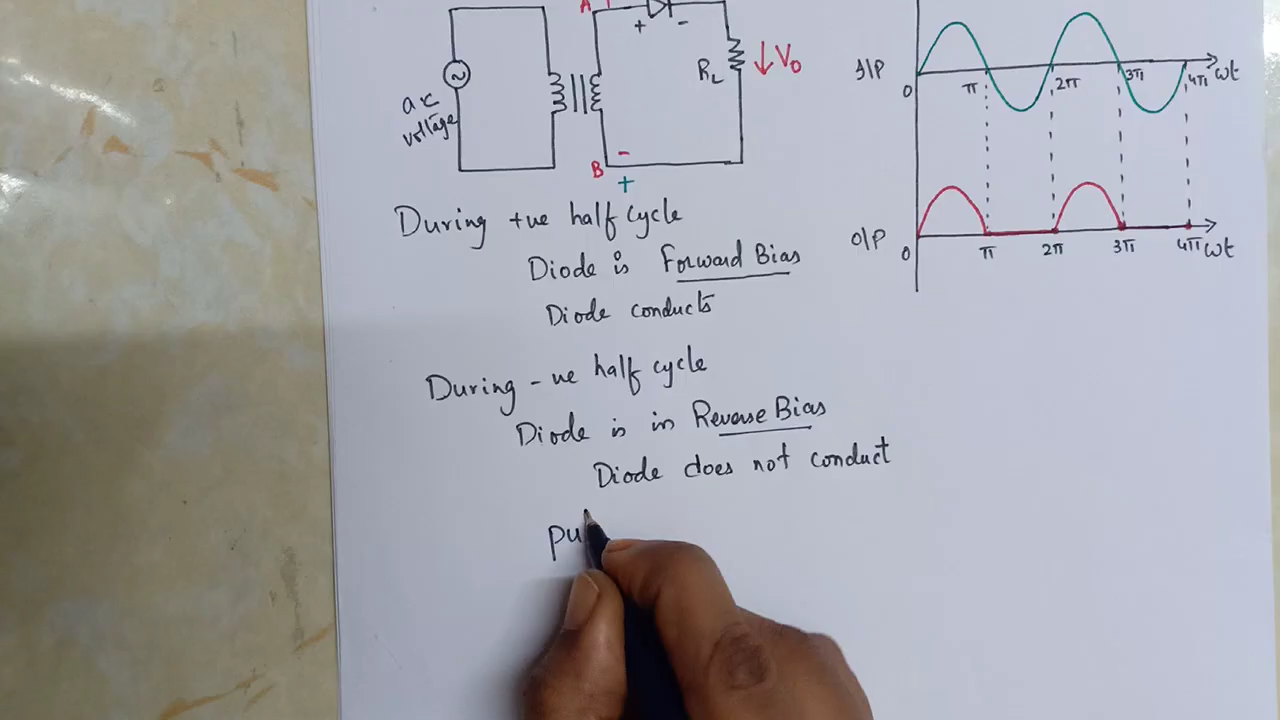 A
+ -
ac
voltage
RL
V₀
-
B
+
I/P
0
π 2π 3π 4π ωt
O/P
0
π 2π 3π 4π ωt
During +ve half cycle
Diode is Forward Bias
Diode conducts
During -ve half cycle
Diode is in Reverse Bias
Diode does not conduct
pu